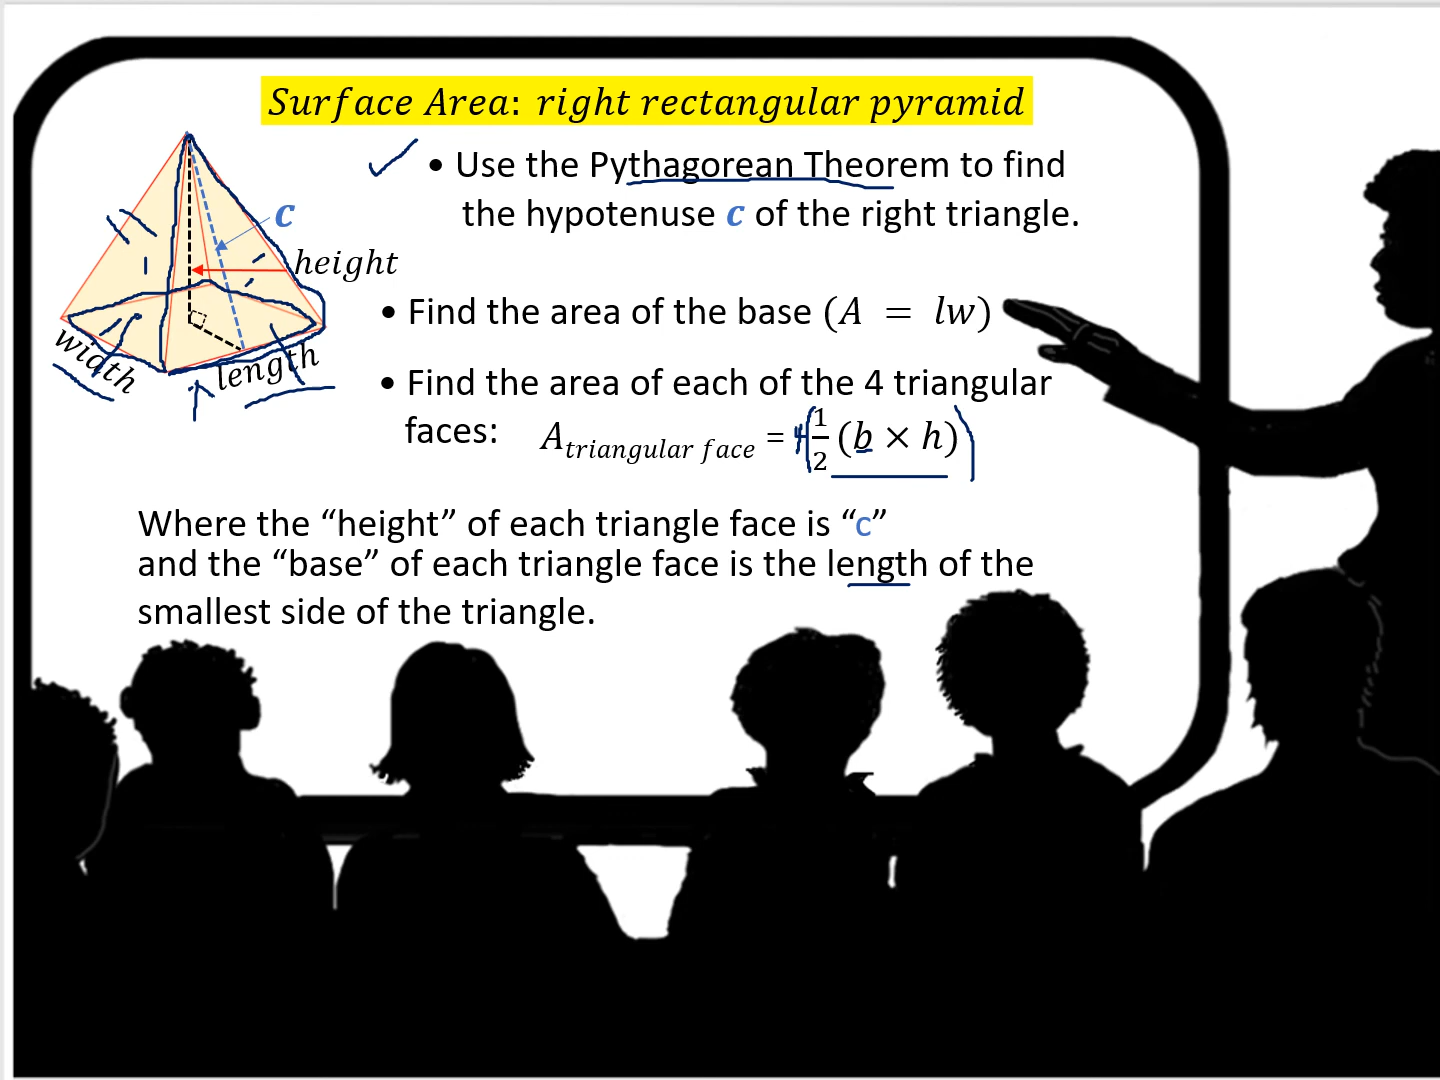 Surface Area: right rectangular pyramid
• Use the Pythagorean Theorem to find
the hypotenuse c of the right triangle.
c
height
• Find the area of the base (A = lw)
width
length
• Find the area of each of the 4 triangular
faces: A triangular face = 4(1/2 (b × h))
Where the “height” of each triangle face is “c”
and the “base” of each triangle face is the length of the
smallest side of the triangle.